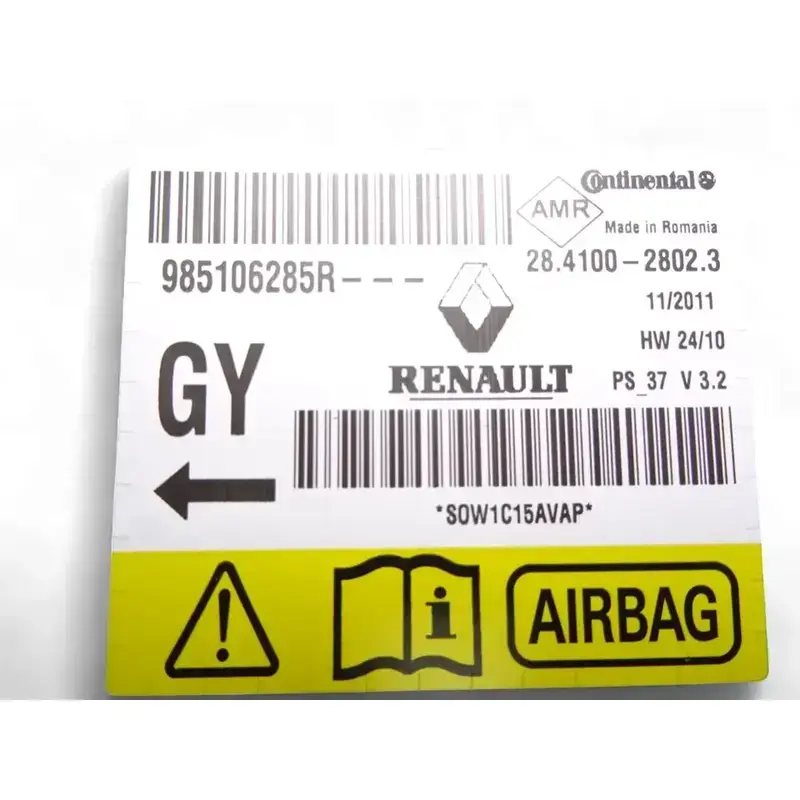 Continental
AMR
Made in Romania
985106285R---
28.4100-2802.3
11/2011
HW 24/10
GY
RENAULT
PS_37 V 3.2
*SOW1C15AVAP*
i
AIRBAG